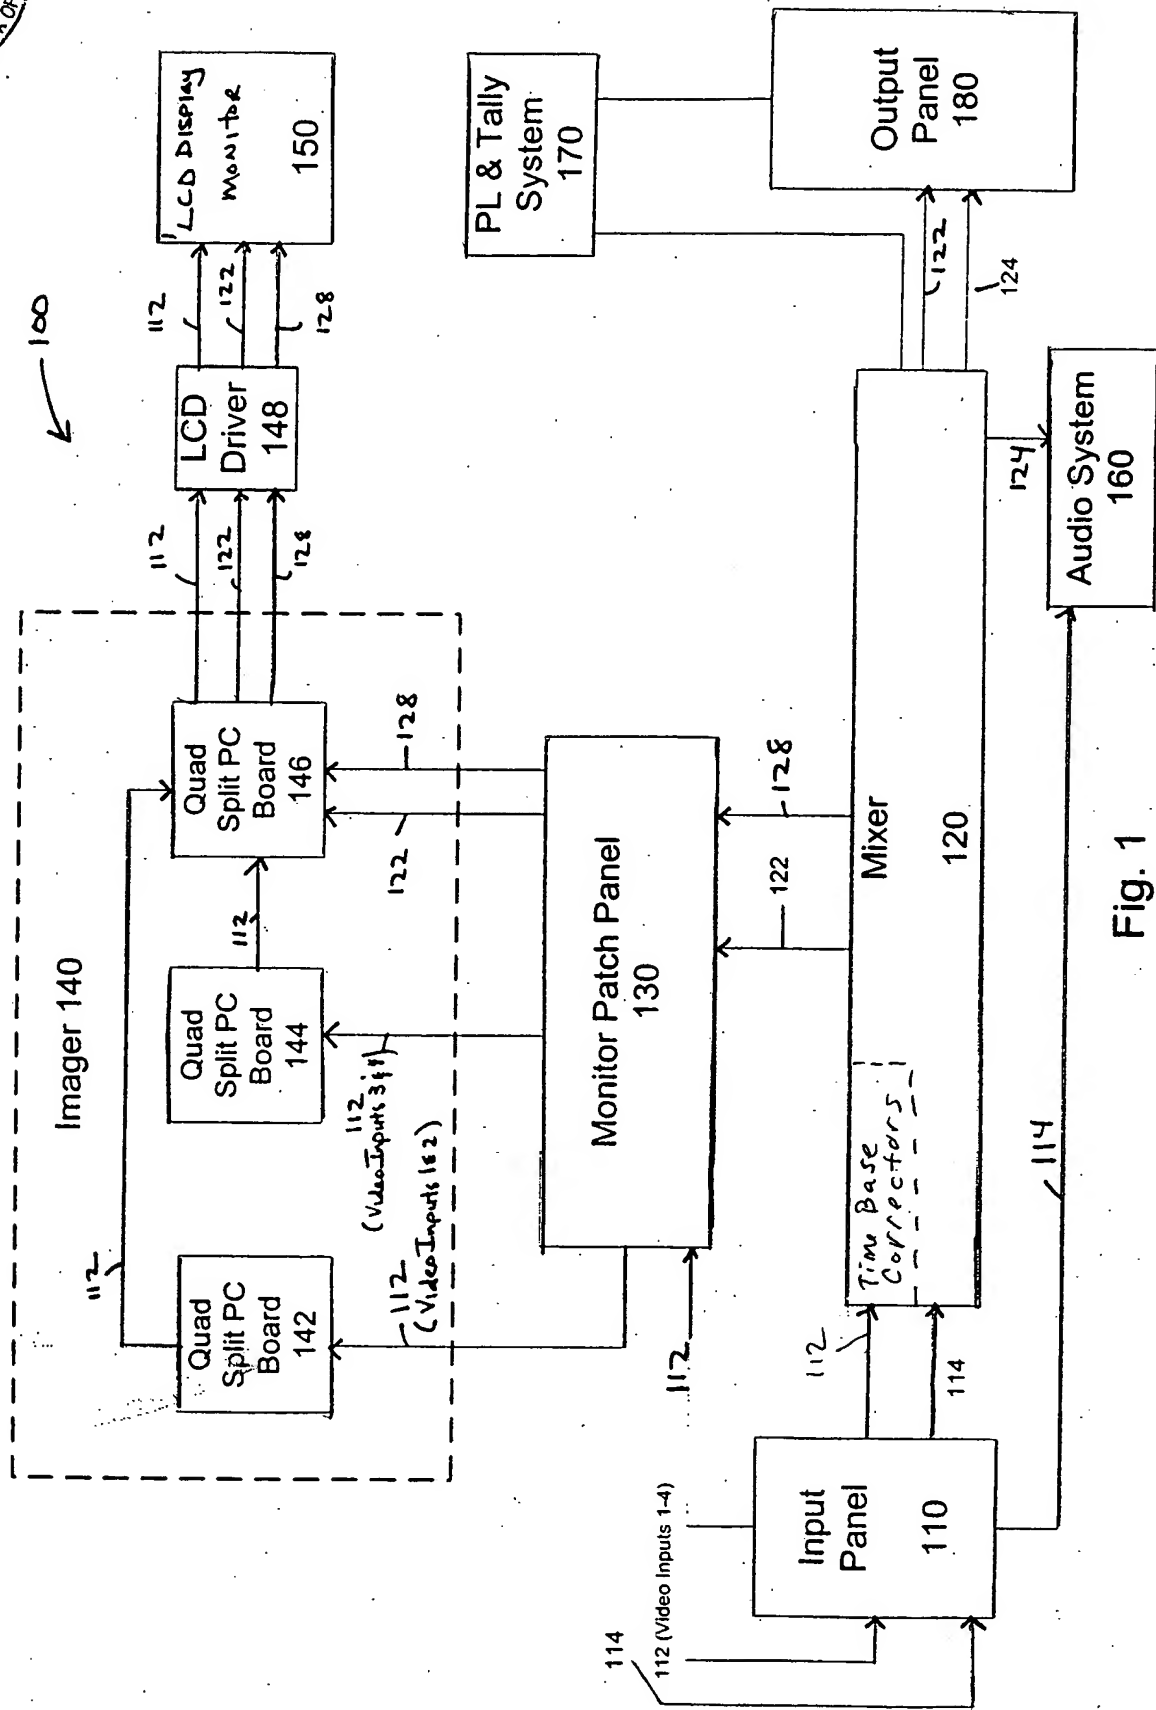 100
Imager 140
Quad
Split PC
Board
142
Quad
Split PC
Board
144
Quad
Split PC
Board
146
LCD
Driver
148
LCD Display
Monitor
150
112
112
112
122
128
112
122
128
112
(Video Inputs 1&2)
112
(Video Inputs 3&4)
122
128
Monitor Patch Panel
130
112
122
128
PL & Tally
System
170
Input
Panel
110
114
112 (Video Inputs 1-4)
112
114
Time Base
Correctors
Mixer
120
122
124
Output
Panel
180
114
124
Audio System
160
Fig. 1